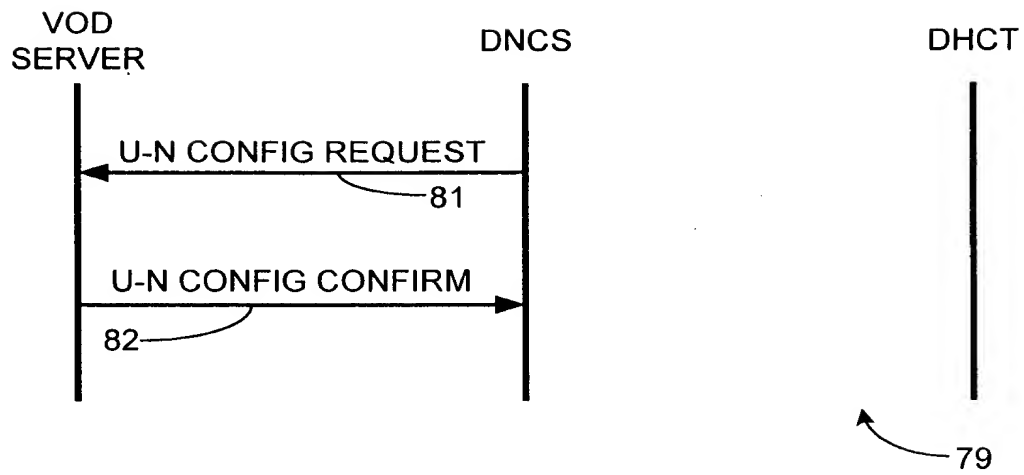 VOD
SERVER
DNCS
DHCT
U-N CONFIG REQUEST
81
U-N CONFIG CONFIRM
82
79